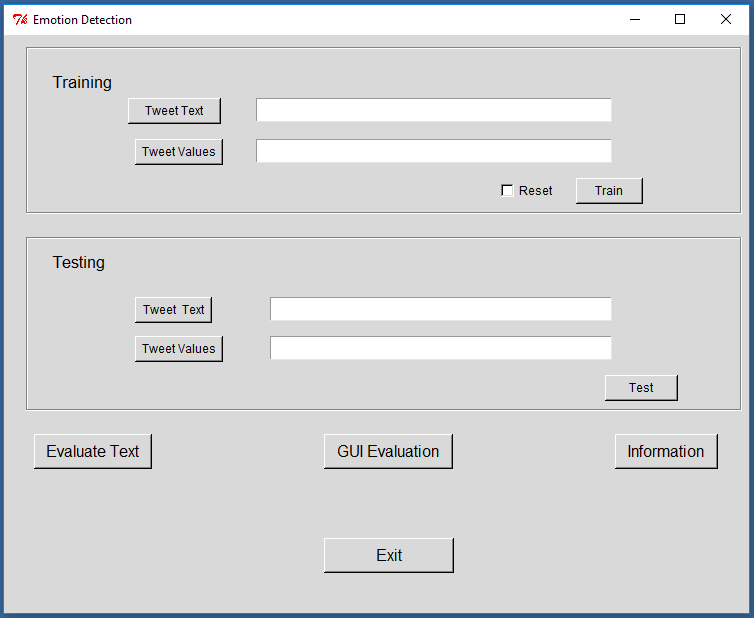 Emotion Detection
Training
Tweet Text
Tweet Values
Reset Train
Testing
Tweet Text
Tweet Values
Test
Evaluate Text GUI Evaluation Information
Exit